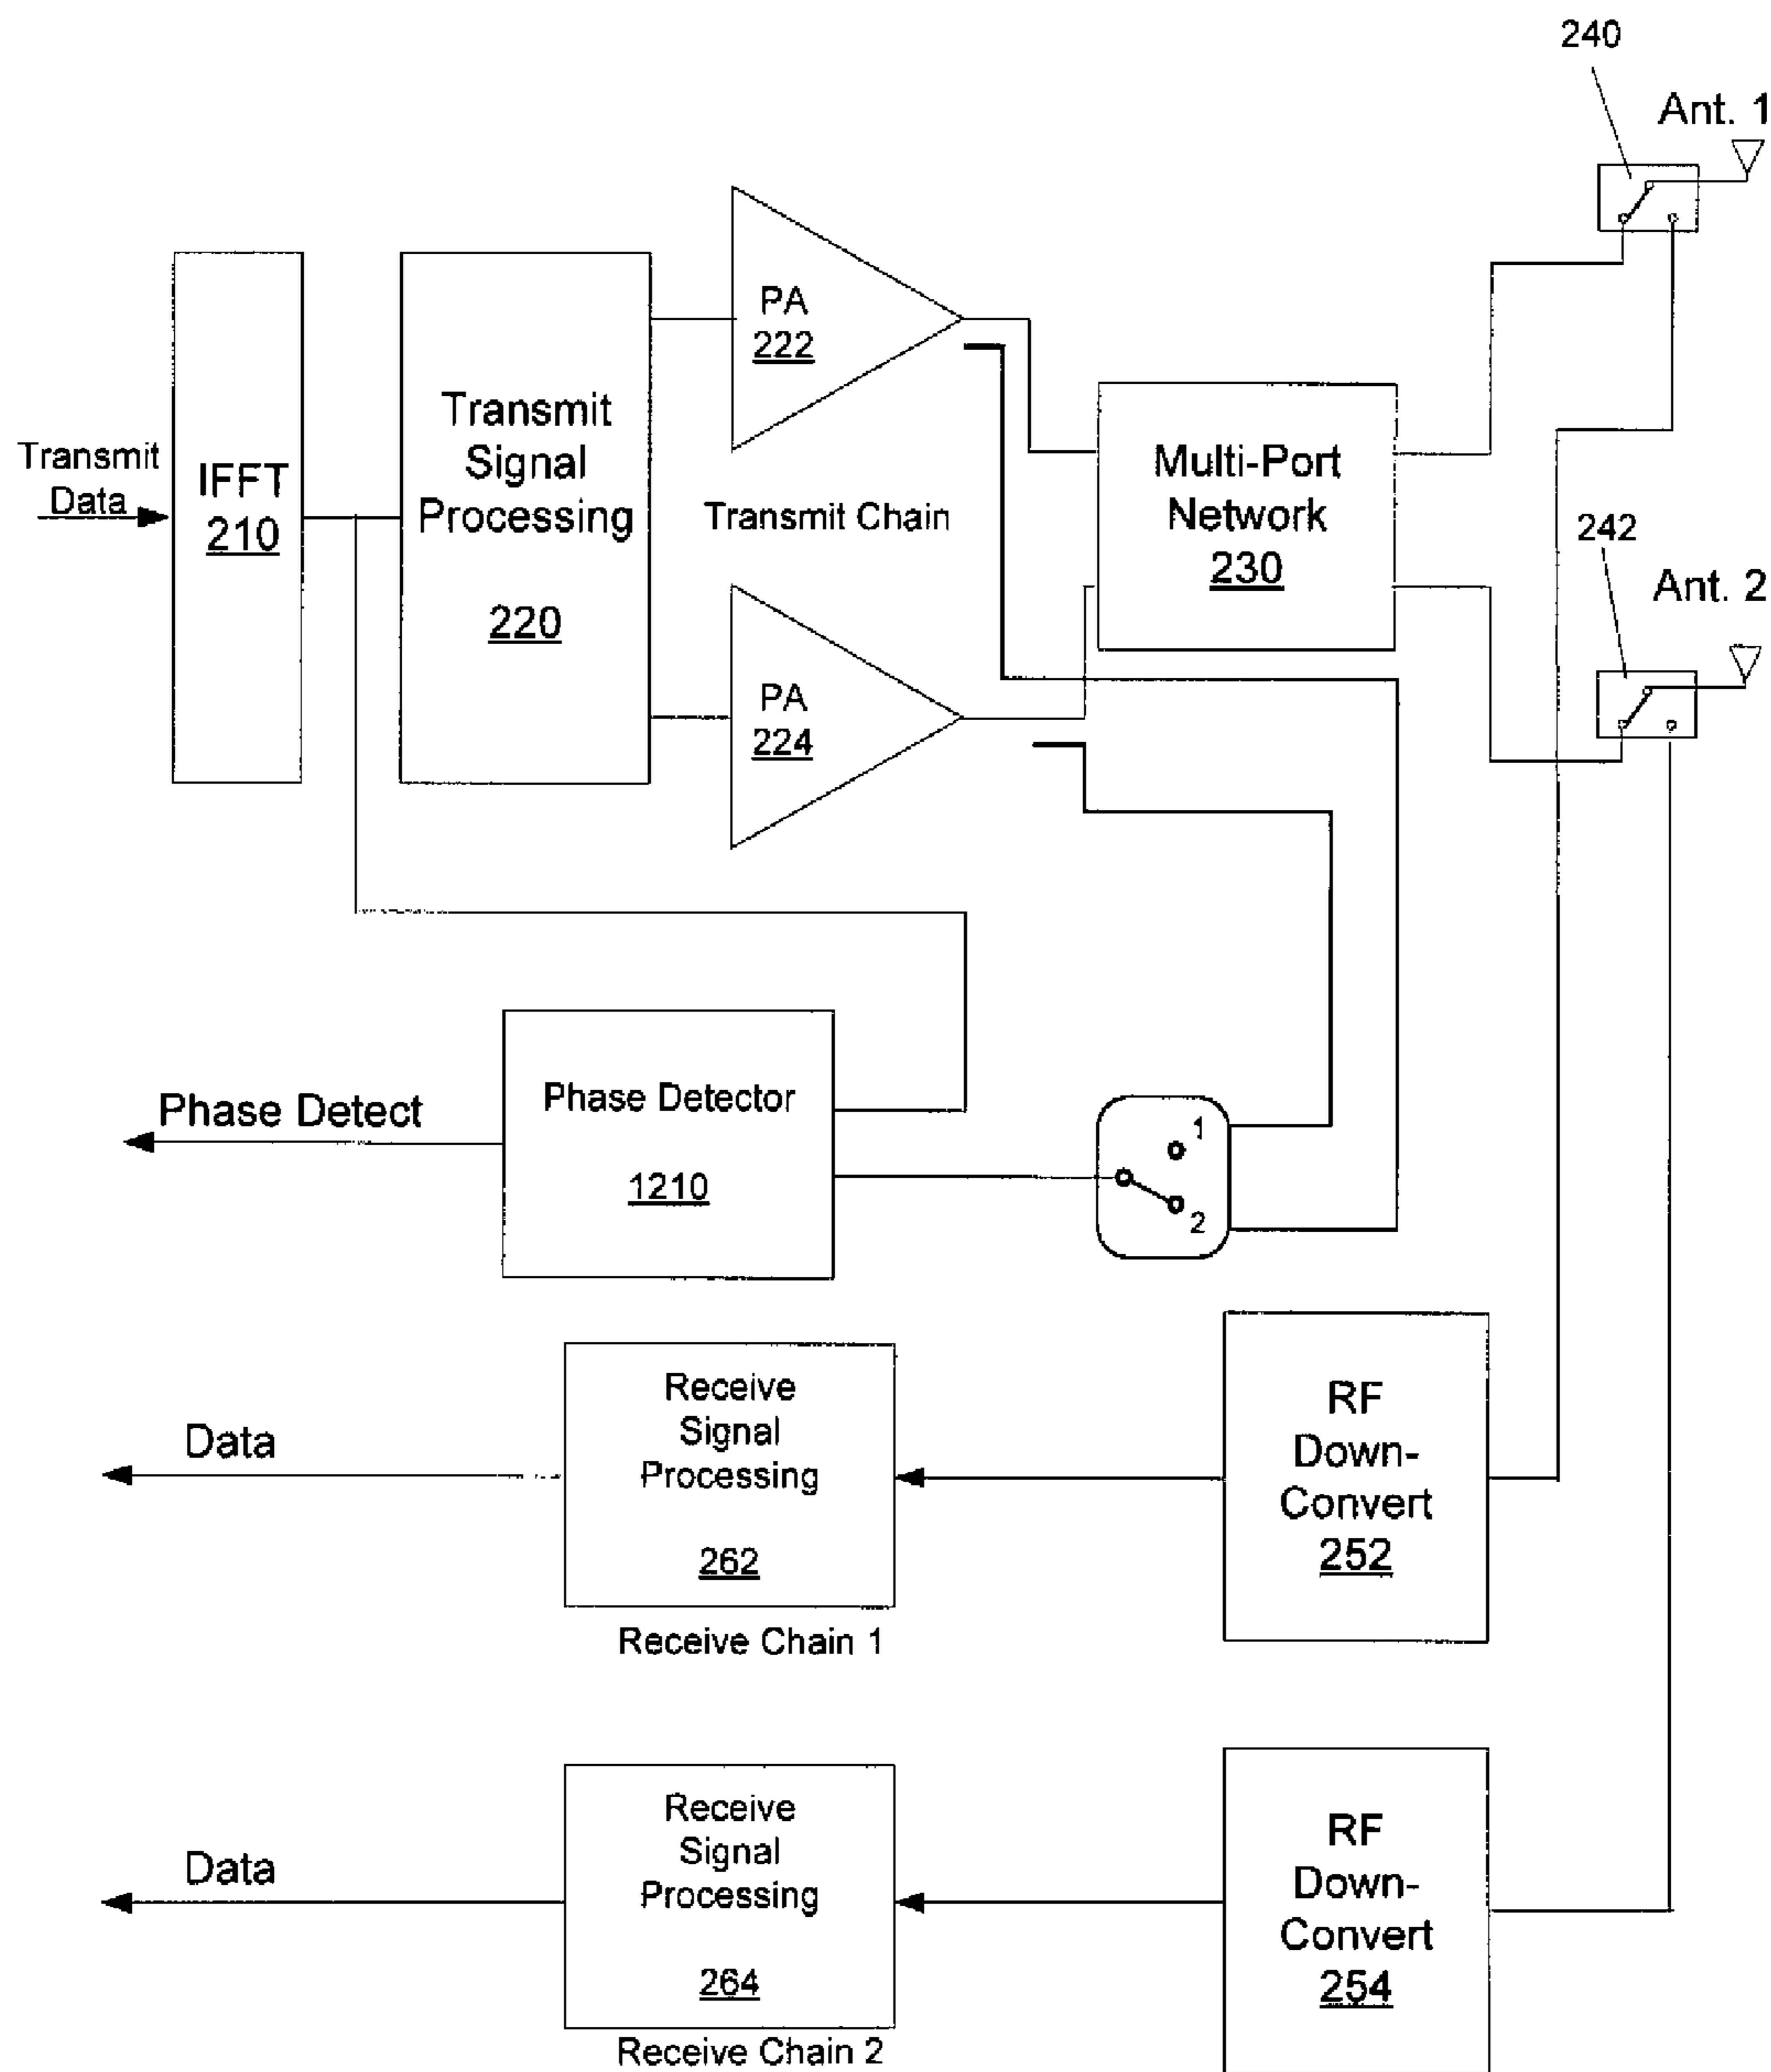 240
Ant. 1
PA
222
Transmit
Data
IFFT
210
Transmit
Signal
Processing
220
Transmit Chain
Multi-Port
Network
230
242
Ant. 2
PA
224
Phase Detect
Phase Detector
1210
1
2
Data
Receive
Signal
Processing
262
Receive Chain 1
RF
Down-
Convert
252
Data
Receive
Signal
Processing
264
Receive Chain 2
RF
Down-
Convert
254